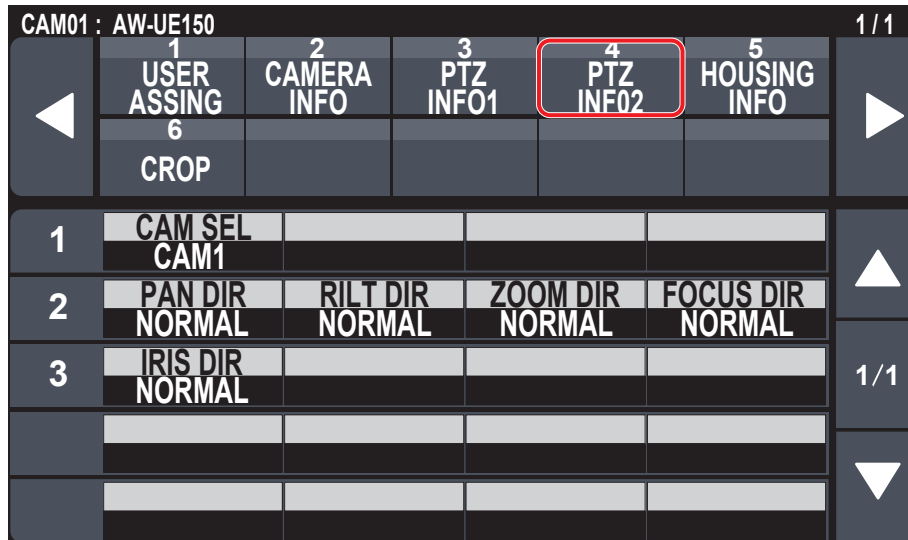 CAM01 : AW-UE150 1 / 1
1 2 3 4 5
USER CAMERA PTZ PTZ HOUSING
ASSING INFO INFO1 INF02 INFO
6
CROP
1 CAM SEL
CAM1
2 PAN DIR RILT DIR ZOOM DIR FOCUS DIR
NORMAL NORMAL NORMAL NORMAL
3 IRIS DIR 1/1
NORMAL